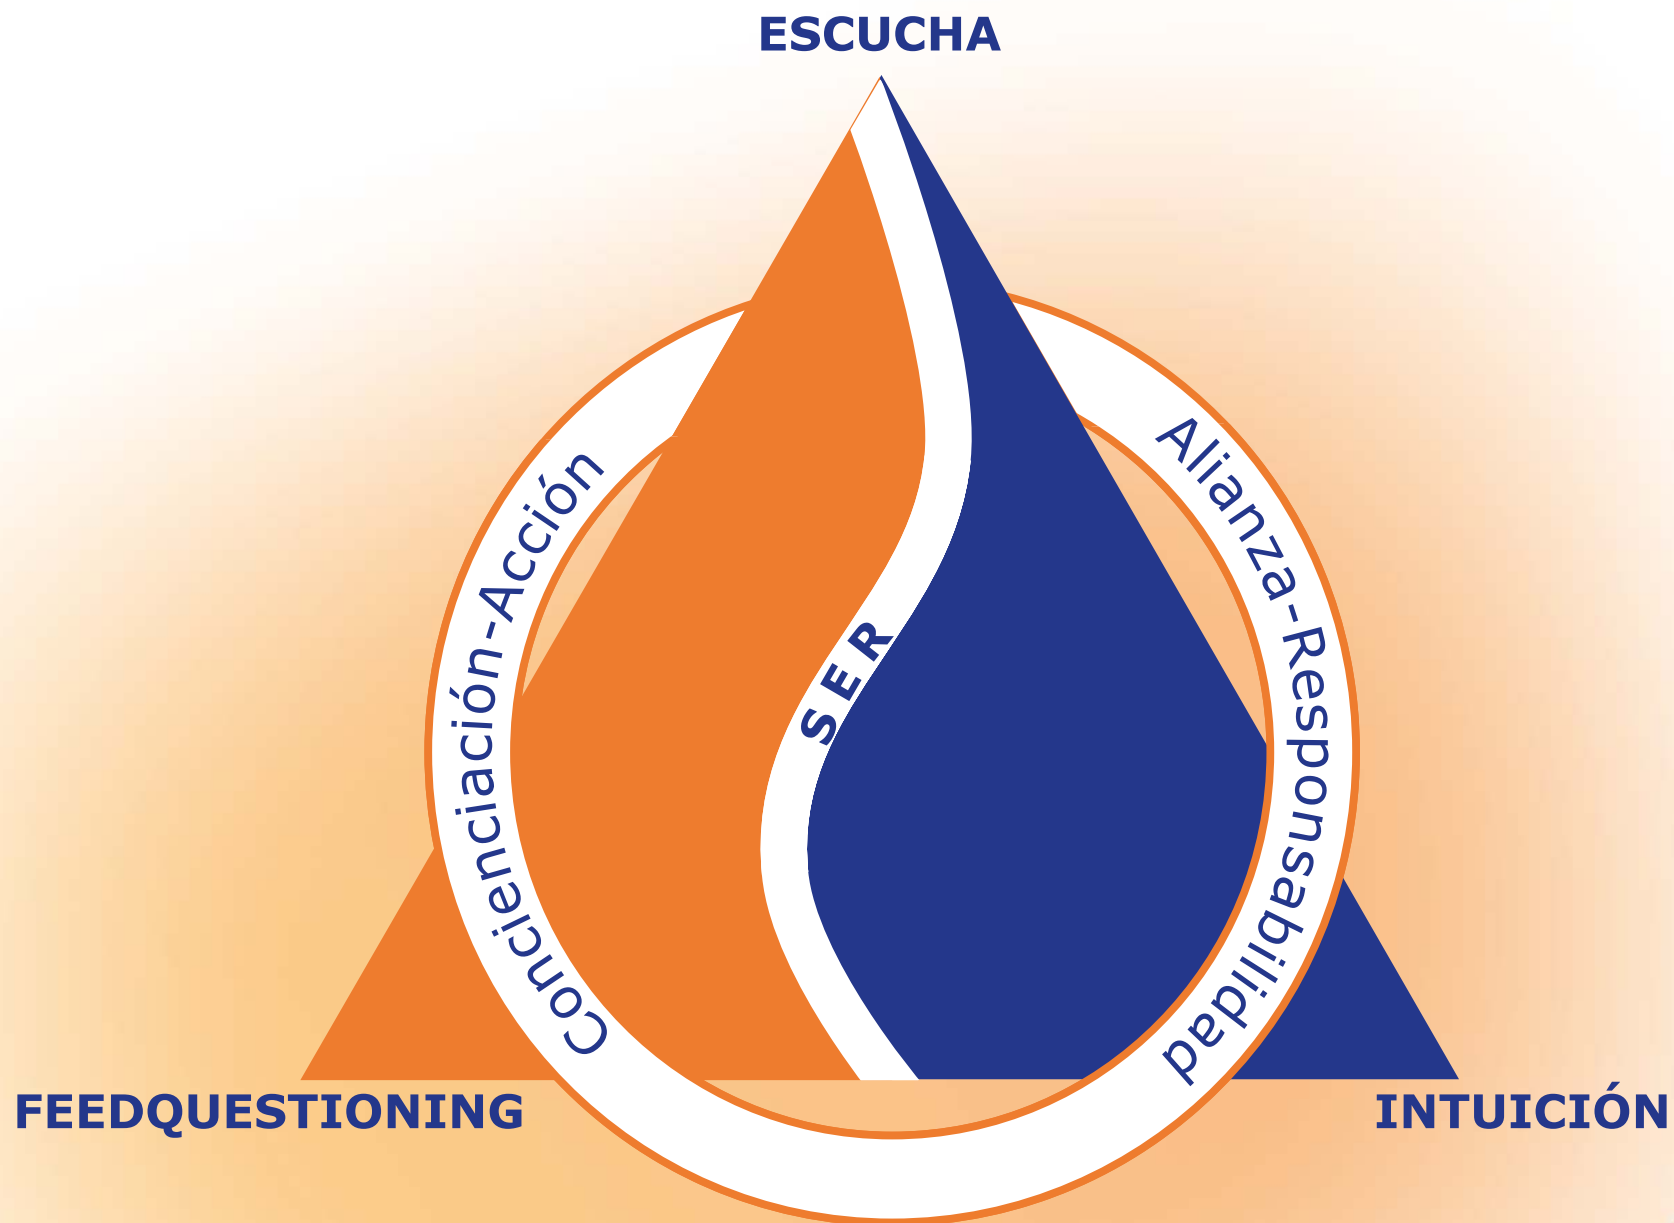 ESCUCHA
Concienciación-Acción
Alianza-Responsabilidad
SER
FEEDQUESTIONING
INTUICIÓN